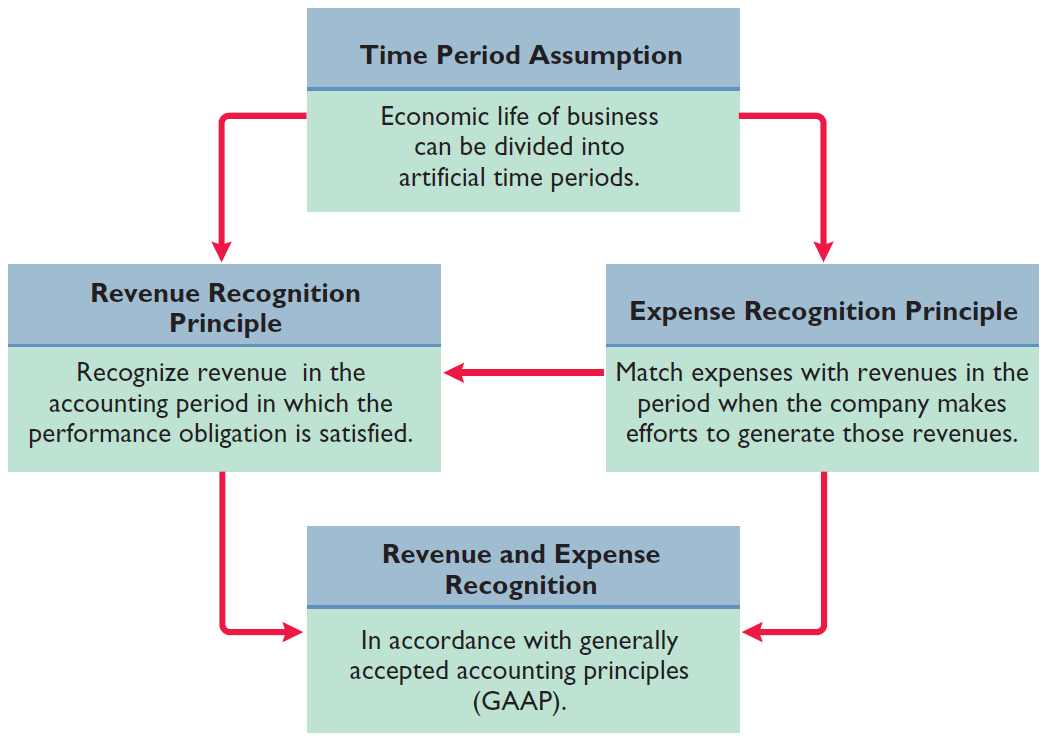 Time Period Assumption
Economic life of business
can be divided into
artificial time periods.
Revenue Recognition
Principle
Recognize revenue in the
accounting period in which the
performance obligation is satisfied.
Expense Recognition Principle
Match expenses with revenues in the
period when the company makes
efforts to generate those revenues.
Revenue and Expense
Recognition
In accordance with generally
accepted accounting principles
(GAAP).